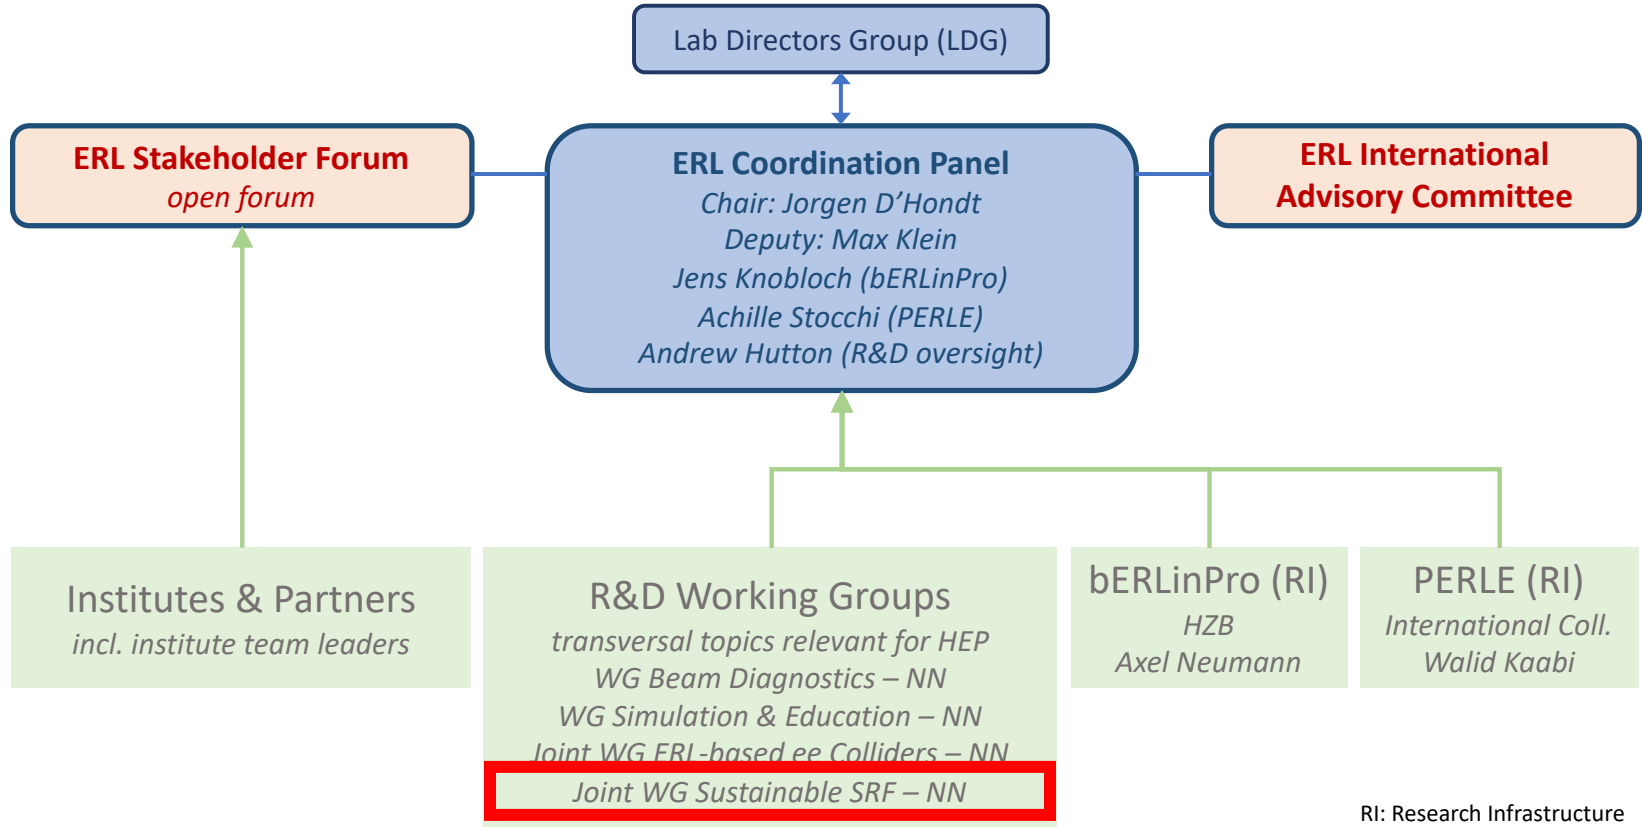 Lab Directors Group (LDG)
ERL Stakeholder Forum
open forum
ERL Coordination Panel
Chair: Jorgen D’Hondt
Deputy: Max Klein
Jens Knobloch (bERLinPro)
Achille Stocchi (PERLE)
Andrew Hutton (R&D oversight)
ERL International
Advisory Committee
Institutes & Partners
incl. institute team leaders
R&D Working Groups
transversal topics relevant for HEP
WG Beam Diagnostics – NN
WG Simulation & Education – NN
Joint WG ERL-based ee Colliders – NN
Joint WG Sustainable SRF – NN
bERLinPro (RI)
HZB
Axel Neumann
PERLE (RI)
International Coll.
Walid Kaabi
RI: Research Infrastructure